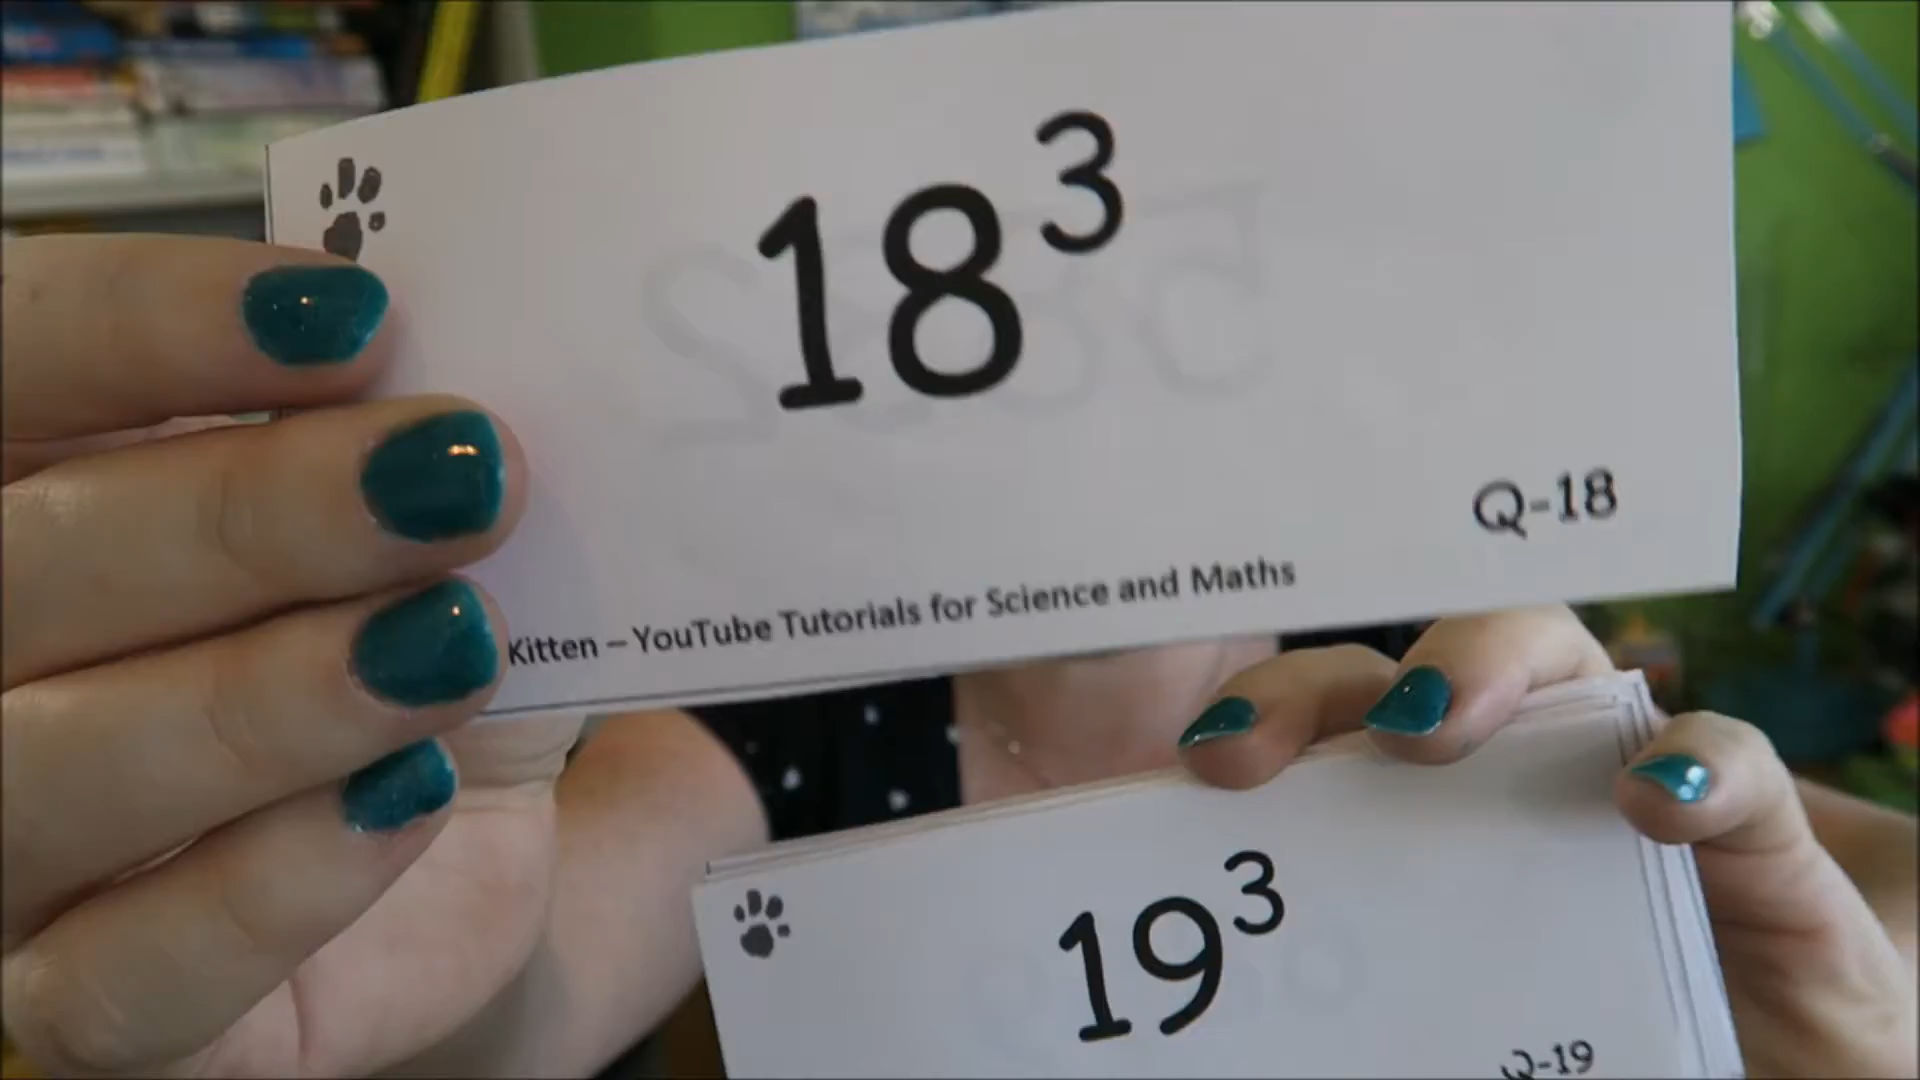 18³
Q-18
Kitten – YouTube Tutorials for Science and Maths
19³
Q-19